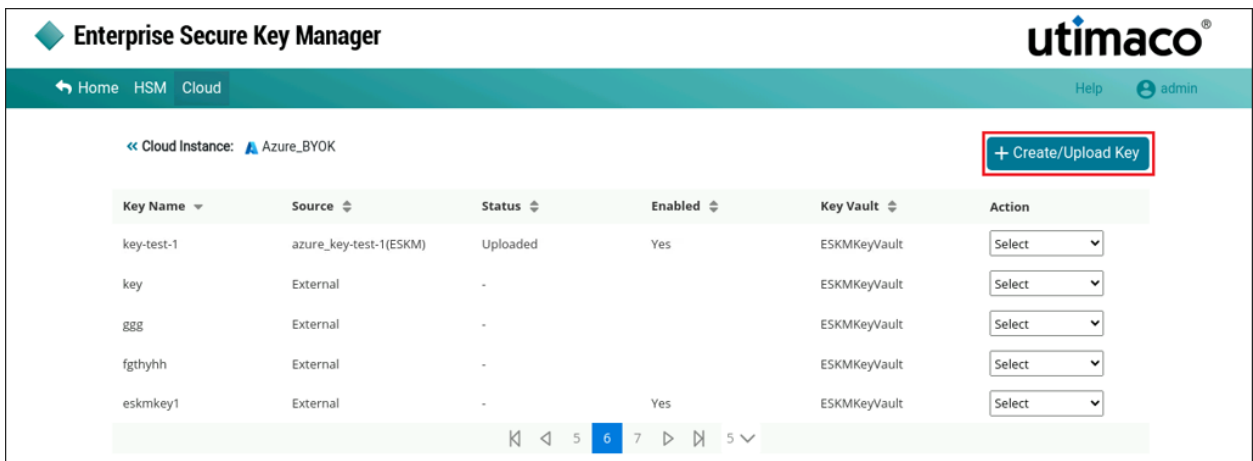 Enterprise Secure Key Manager
utimaco®
Home HSM Cloud Help admin
« Cloud Instance: Azure_BYOK
+ Create/Upload Key
Key Name Source Status Enabled Key Vault Action
key-test-1 azure_key-test-1(ESKM) Uploaded Yes ESKMKeyVault Select
key External - ESKMKeyVault Select
ggg External - ESKMKeyVault Select
fgthyhh External - ESKMKeyVault Select
eskmkey1 External - Yes ESKMKeyVault Select
5 6 7 5